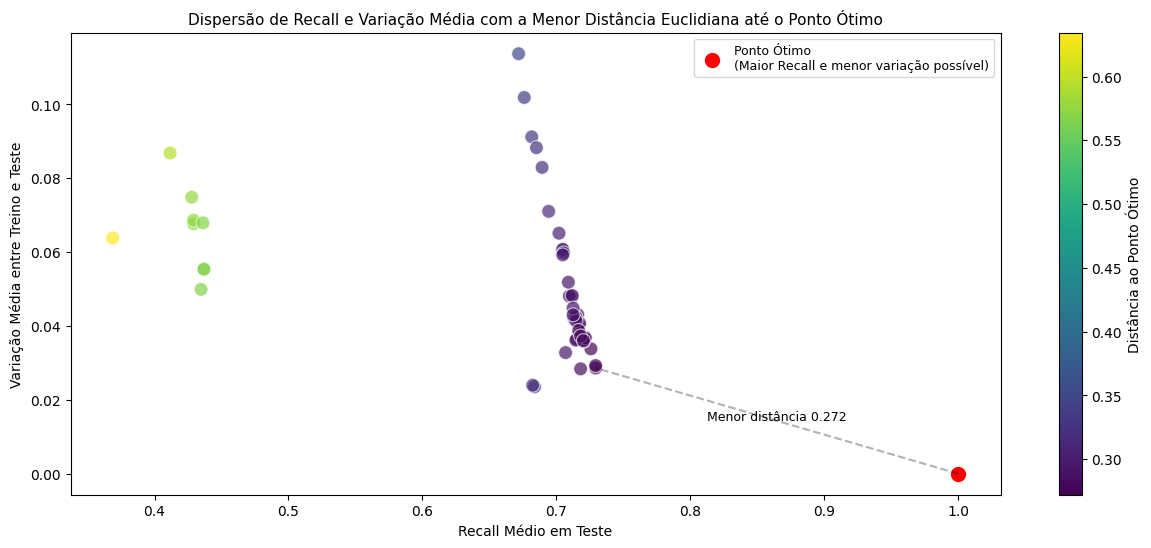 Dispersão de Recall e Variação Média com a Menor Distância Euclidiana até o Ponto Ótimo
Ponto Ótimo
(Maior Recall e menor variação possível)
Variação Média entre Treino e Teste
0.10
0.08
0.06
0.04
0.02
0.00
Menor distância 0.272
0.4
0.5
0.6
0.7
0.8
0.9
1.0
Recall Médio em Teste
0.60
0.55
0.50
0.45
0.40
0.35
0.30
Distância ao Ponto Ótimo